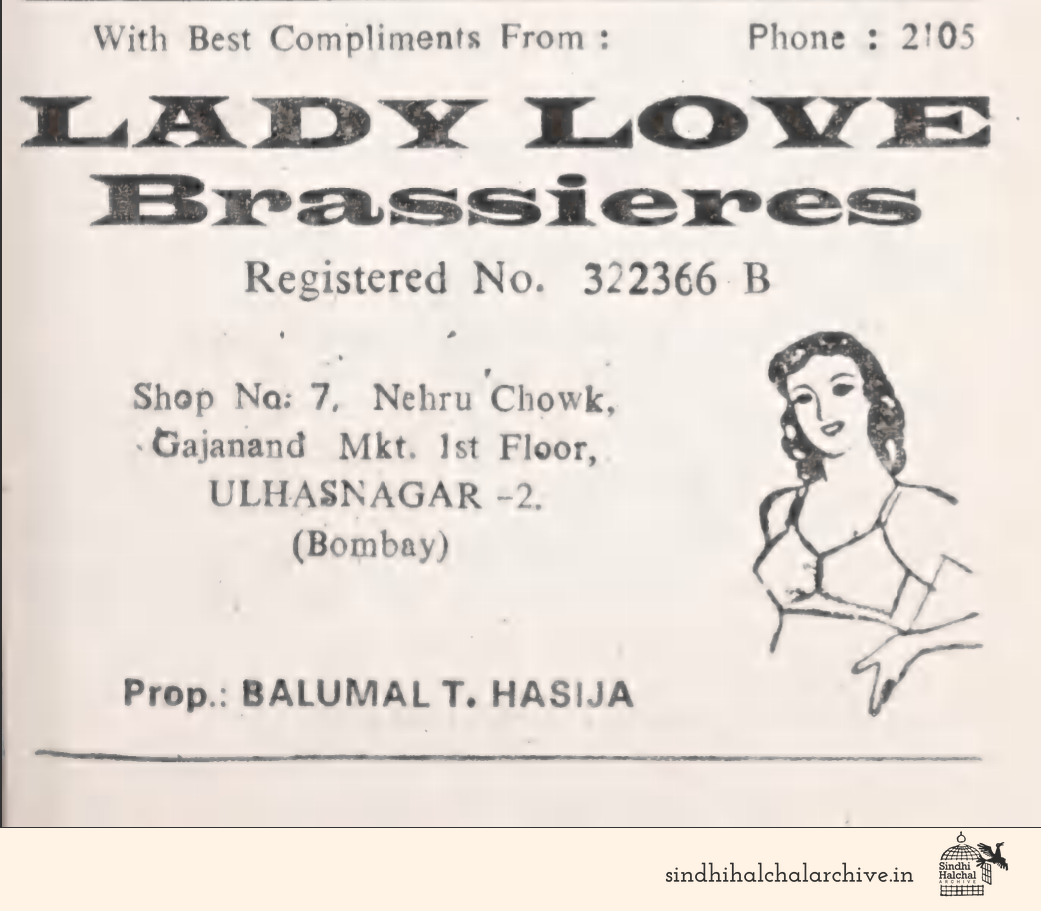 With Best Compliments From :
Phone : 2105
LADY LOVE
Brassieres
Registered No. 322366 B
Shop No: 7, Nehru Chowk,
Gajanand Mkt. 1st Floor,
ULHASNAGAR -2.
(Bombay)
Prop.: BALUMAL T. HASIJA
sindhihalchalarchive.in
Sindhi
Halchal
ARCHIVE